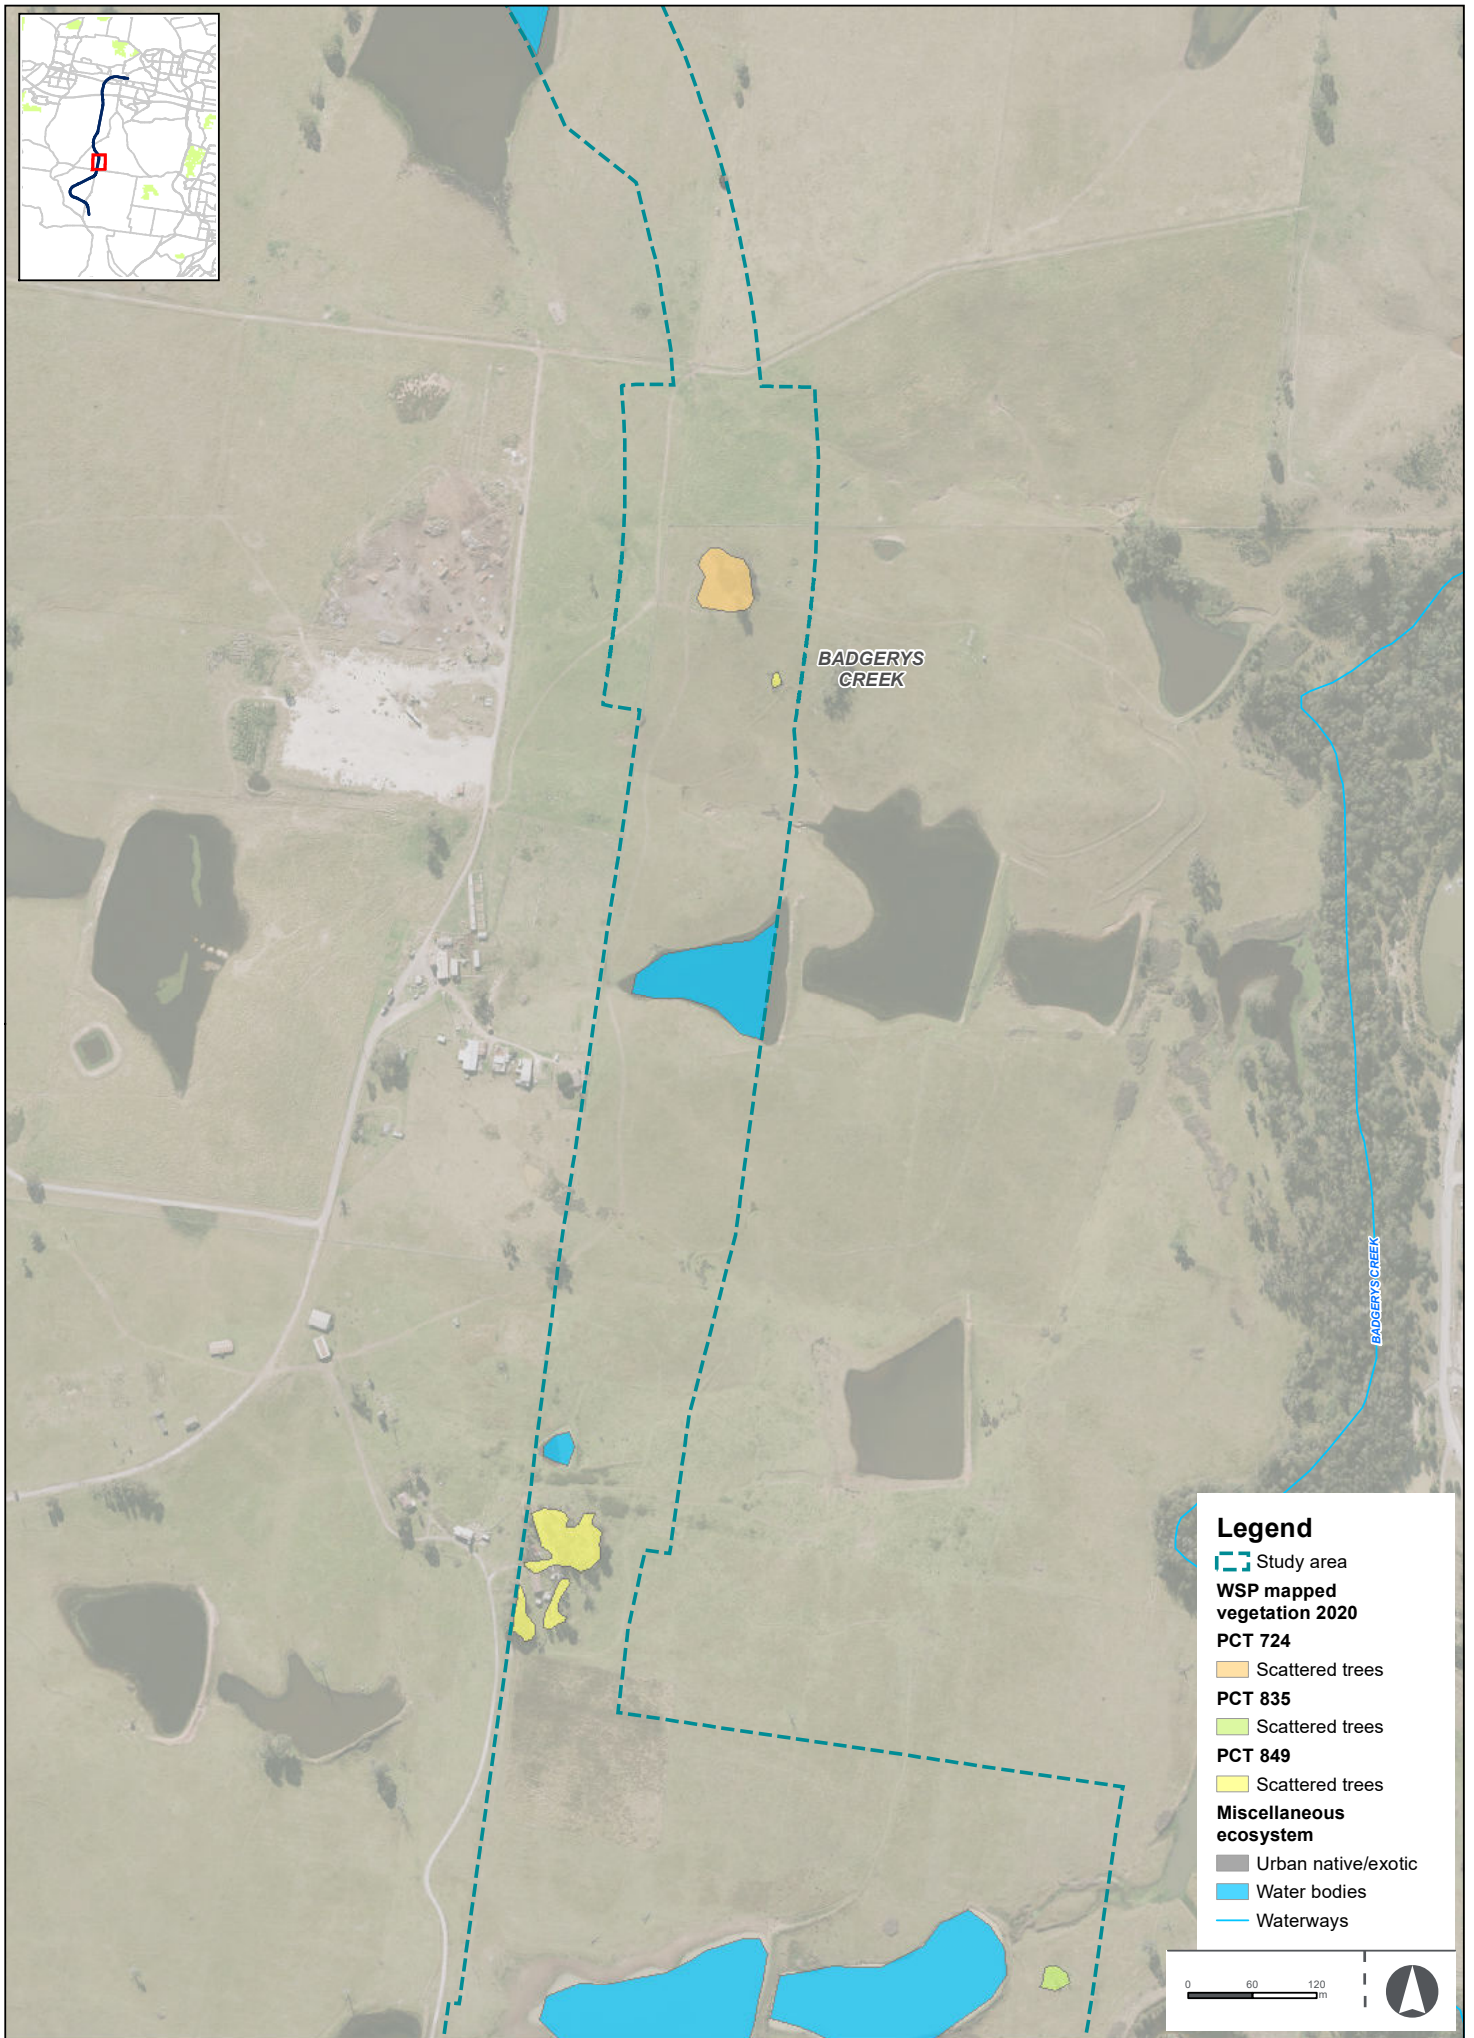 BADGERYS
CREEK
BADGERYS CREEK
Legend
Study area
WSP mapped
vegetation 2020
PCT 724
Scattered trees
PCT 835
Scattered trees
PCT 849
Scattered trees
Miscellaneous
ecosystem
Urban native/exotic
Water bodies
Waterways
0 60 120
m